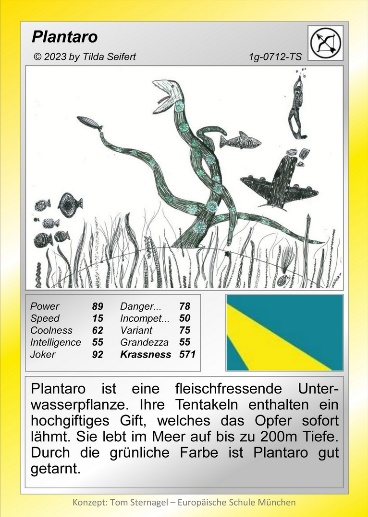 Plantaro
© 2023 by Tilda Seifert 1g-0712-TS
Power 89 Danger... 78
Speed 15 Incompet... 50
Coolness 62 Variant 75
Intelligence 55 Grandezza 55
Joker 92 Krassness 571
Plantaro ist eine fleischfressende Unter-
wasserpflanze. Ihre Tentakeln enthalten ein
hochgiftiges Gift, welches das Opfer sofort
lähmt. Sie lebt im Meer auf bis zu 200m Tiefe.
Durch die grünliche Farbe ist Plantaro gut
getarnt.
Konzept: Tom Sternagel – Europäische Schule München